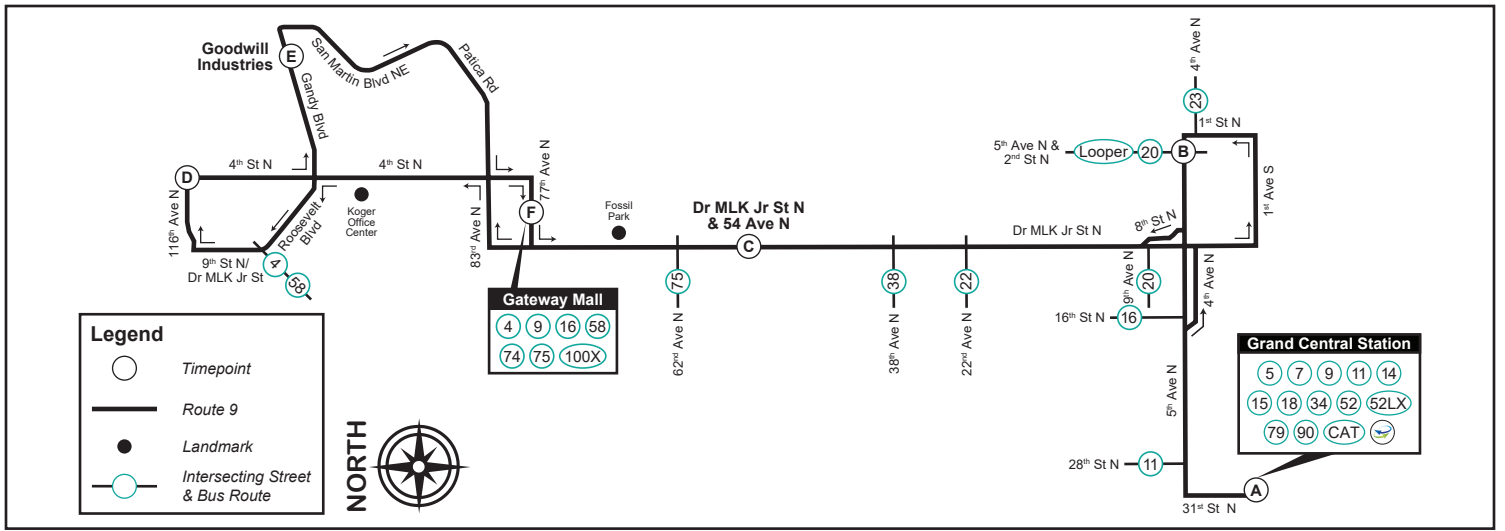 Goodwill
Industries
E
San Martin Blvd NE
Patica Rd
Gandy Blvd
D
4th St N
4th St N
116th Ave N
Roosevelt
Blvd
9th St N/
Dr MLK Jr St
4
58
Koger
Office
Center
83rd Ave N
77th Ave N
F
Gateway Mall
4 9 16 58
74 75 100X
Fossil
Park
75
62nd Ave N
Dr MLK Jr St N
& 54 Ave N
C
38
38th Ave N
22
22nd Ave N
Dr MLK Jr St N
8th St N
9th Ave N
20
4th Ave N
4th Ave N
23
1st St N
5th Ave N &
2nd St N
Looper
20
B
1st Ave S
16th St N
16
5th Ave N
28th St N
11
31st St N
A
Grand Central Station
5 7 9 11 14
15 18 34 52 52LX
79 90 CAT
Legend
Timepoint
Route 9
Landmark
Intersecting Street
& Bus Route
NORTH